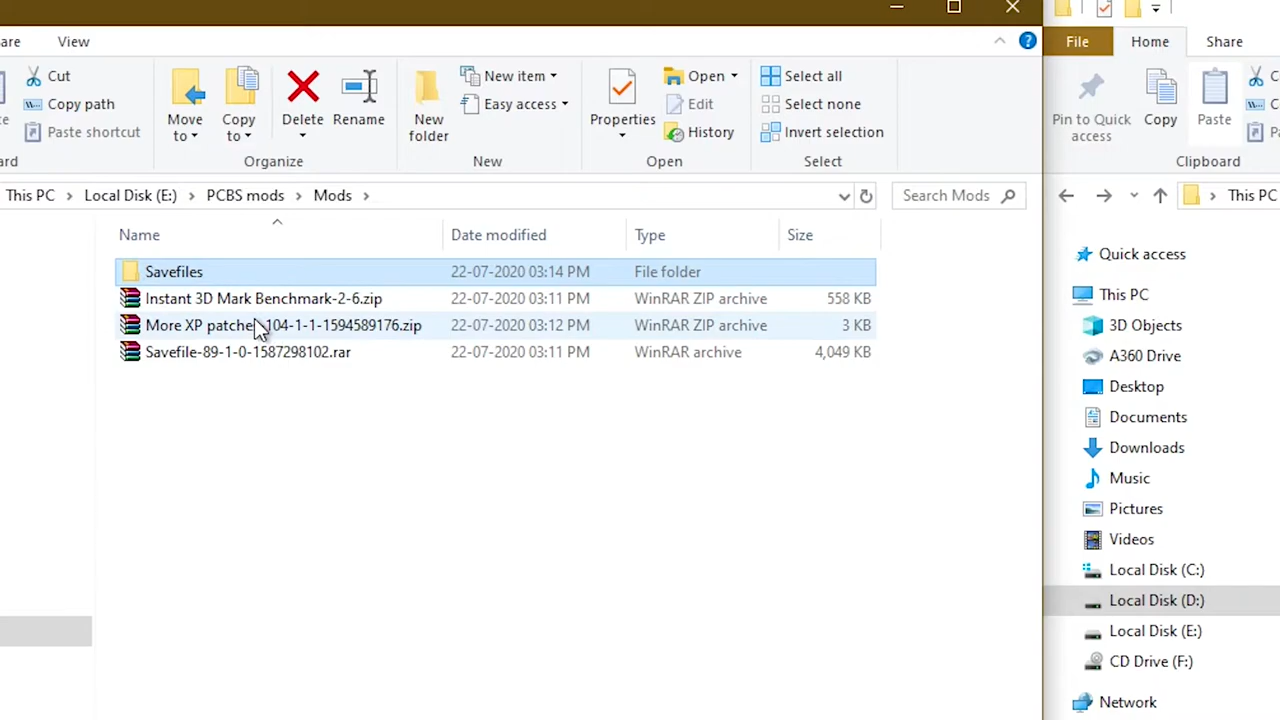 are View
Cut
Copy path
Paste shortcut
ard
Move to
Copy to
Delete
Rename
Organize
New folder
New item
Easy access
New
Properties
Open
Edit
History
Open
Select all
Select none
Invert selection
Select
This PC Local Disk (E:) PCBS mods Mods
Search Mods
Name Date modified Type Size
Savefiles 22-07-2020 03:14 PM File folder
Instant 3D Mark Benchmark-2-6.zip 22-07-2020 03:11 PM WinRAR ZIP archive 558 KB
More XP patche 104-1-1-1594589176.zip 22-07-2020 03:12 PM WinRAR ZIP archive 3 KB
Savefile-89-1-0-1587298102.rar 22-07-2020 03:11 PM WinRAR archive 4,049 KB
File Home Share
Pin to Quick access
Copy
Paste
Clipboard
This PC
Quick access
This PC
3D Objects
A360 Drive
Desktop
Documents
Downloads
Music
Pictures
Videos
Local Disk (C:)
Local Disk (D:)
Local Disk (E:)
CD Drive (F:)
Network